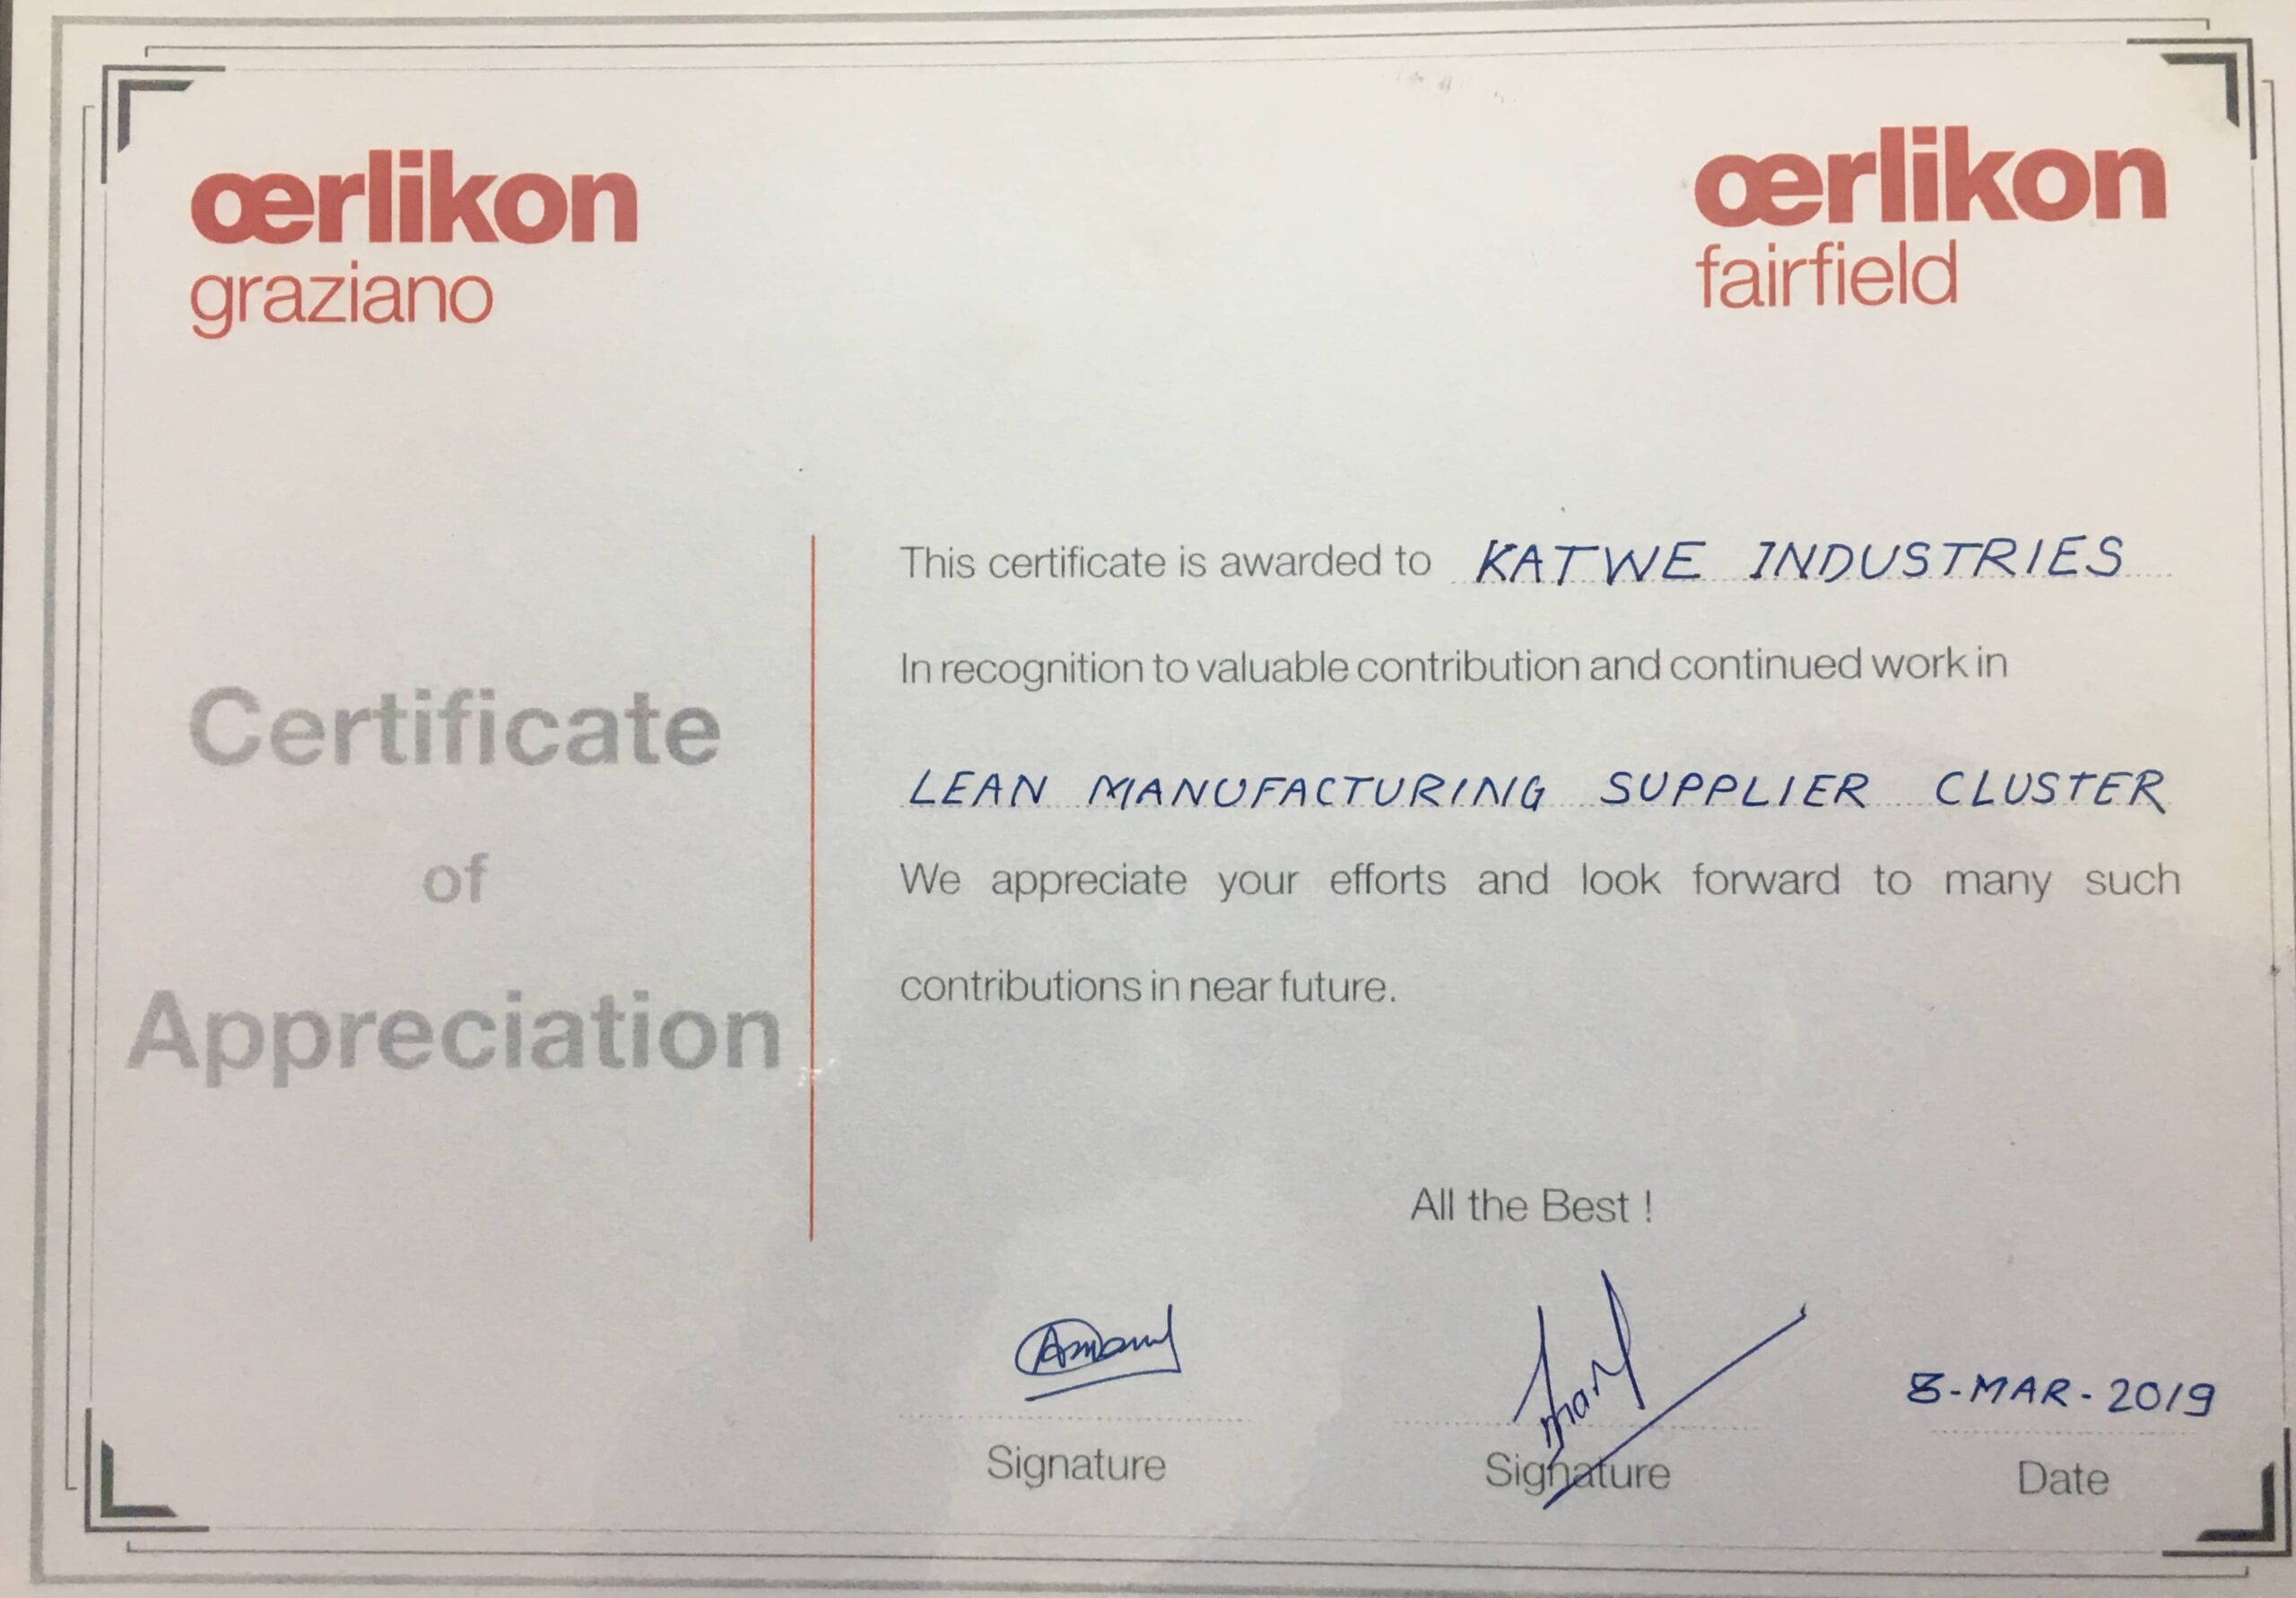 œrlikon
graziano
œrlikon
fairfield
Certificate
of
Appreciation
This certificate is awarded to KATWE INDUSTRIES
In recognition to valuable contribution and continued work in
LEAN MANUFACTURING SUPPLIER CLUSTER
We appreciate your efforts and look forward to many such
contributions in near future.
All the Best !
8-MAR-2019
Signature
Signature
Date